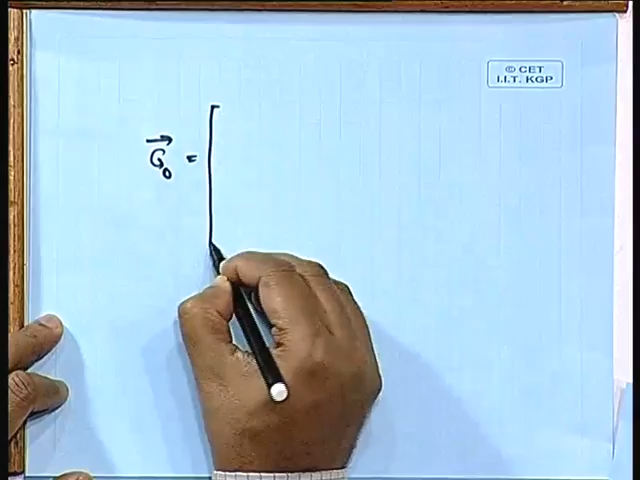 © CET
I.I.T. KGP
G⃗₀ = [